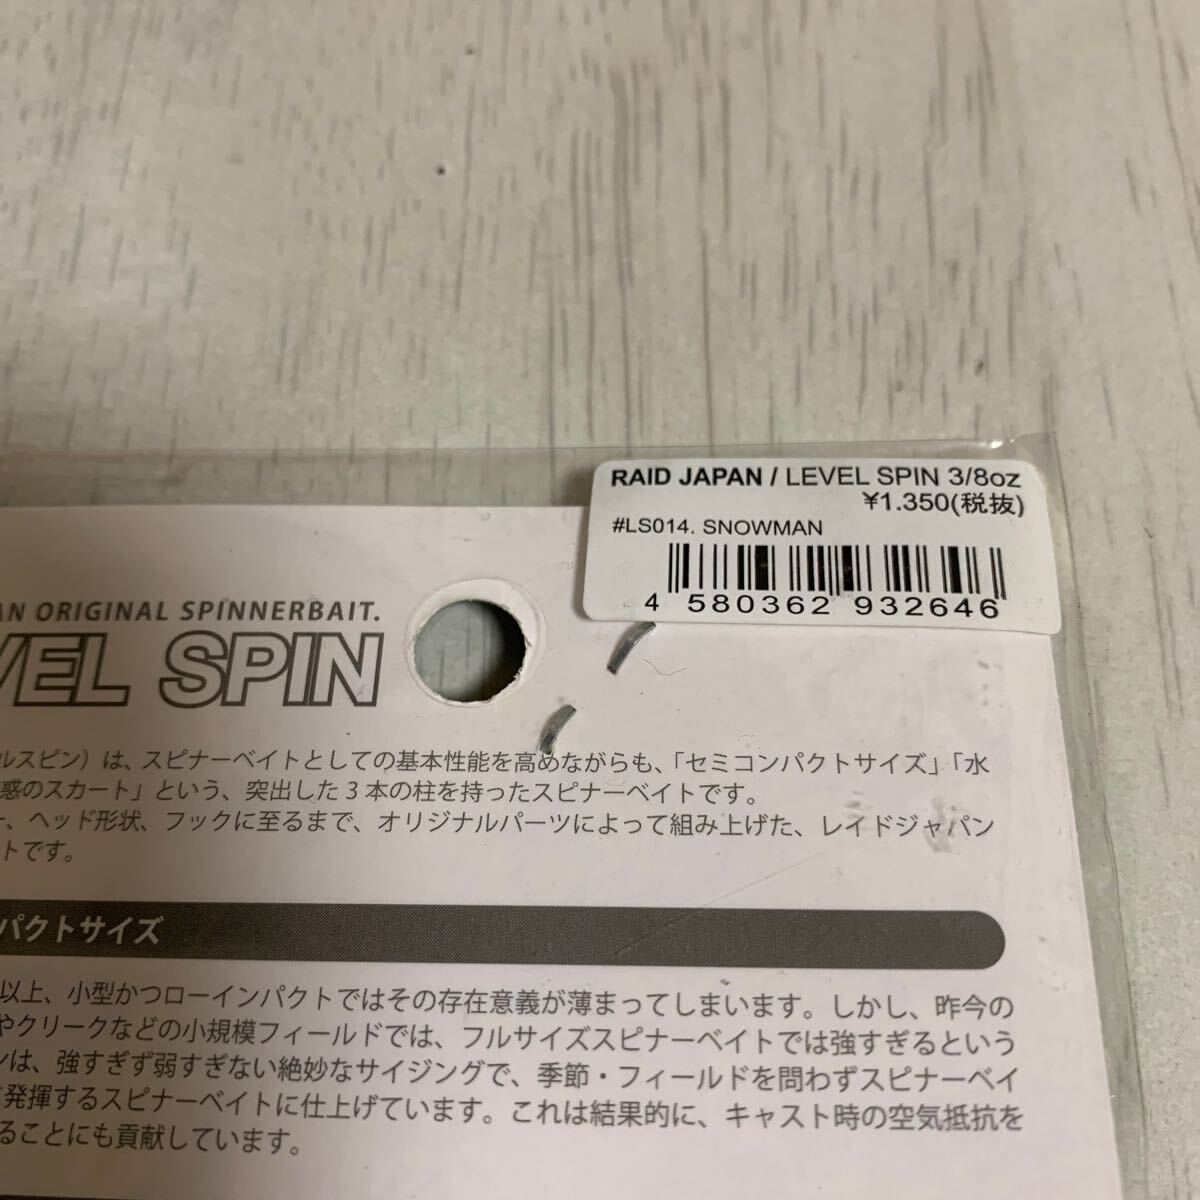 RAID JAPAN / LEVEL SPIN 3/8oz
¥1.350(税抜)
#LS014. SNOWMAN
4 580362 932646
AN ORIGINAL SPINNERBAIT.
VEL SPIN
ルスピン）は、スピナーベイトとしての基本性能を高めながらも、「セミコンパクトサイズ」「水
惑のスカート」という、突出した3本の柱を持ったスピナーベイトです。
ー、ヘッド形状、フックに至るまで、オリジナルパーツによって組み上げた、レイドジャパン
トです。
パクトサイズ
以上、小型かつローインパクトではその存在意義が薄まってしまいます。しかし、昨今の
やクリークなどの小規模フィールドでは、フルサイズスピナーベイトでは強すぎるという
ンは、強すぎず弱すぎない絶妙なサイジングで、季節・フィールドを問わずスピナーベイ
発揮するスピナーベイトに仕上げています。これは結果的に、キャスト時の空気抵抗を
ることにも貢献しています。